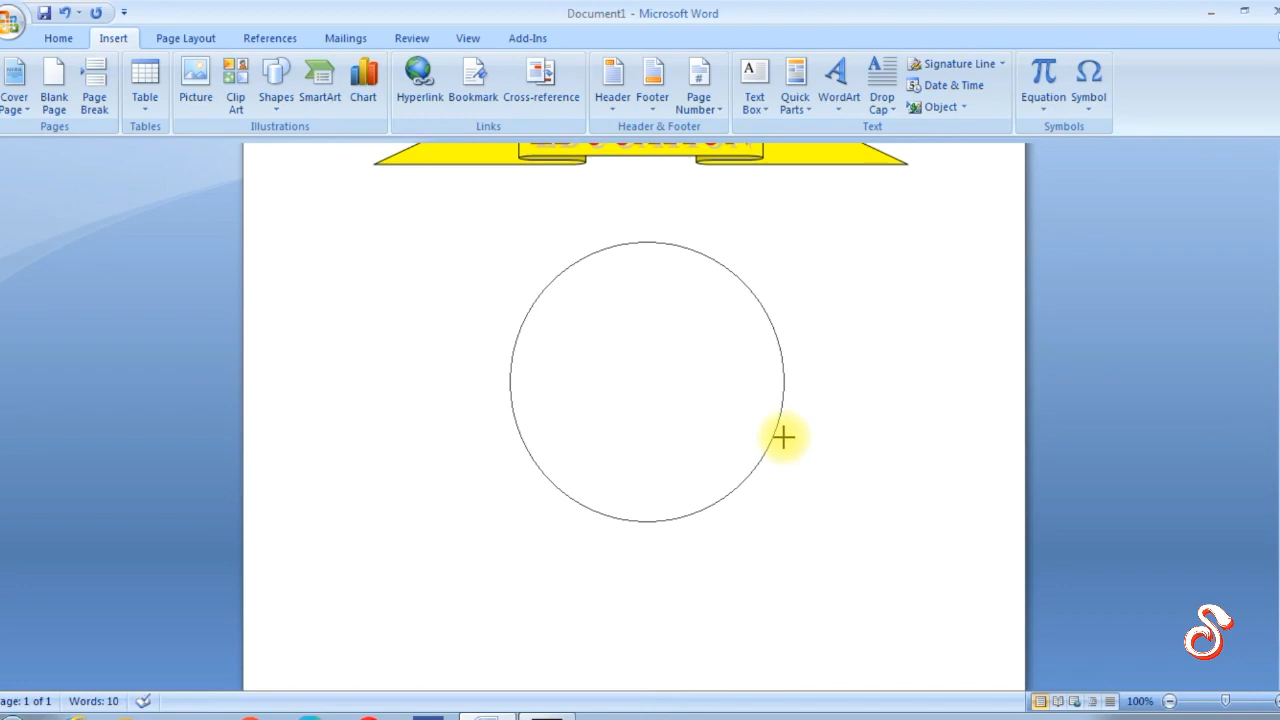 Document1 - Microsoft Word
Home Insert Page Layout References Mailings Review View Add-Ins
Cover Page Blank Page Page Break Table Picture Clip Art Shapes SmartArt Chart Hyperlink Bookmark Cross-reference Header Footer Page Number Text Box Quick Parts WordArt Drop Cap Signature Line Date & Time Object Equation Symbol
Pages Tables Illustrations Links Header & Footer Text Symbols
age: 1 of 1 Words: 10 100%